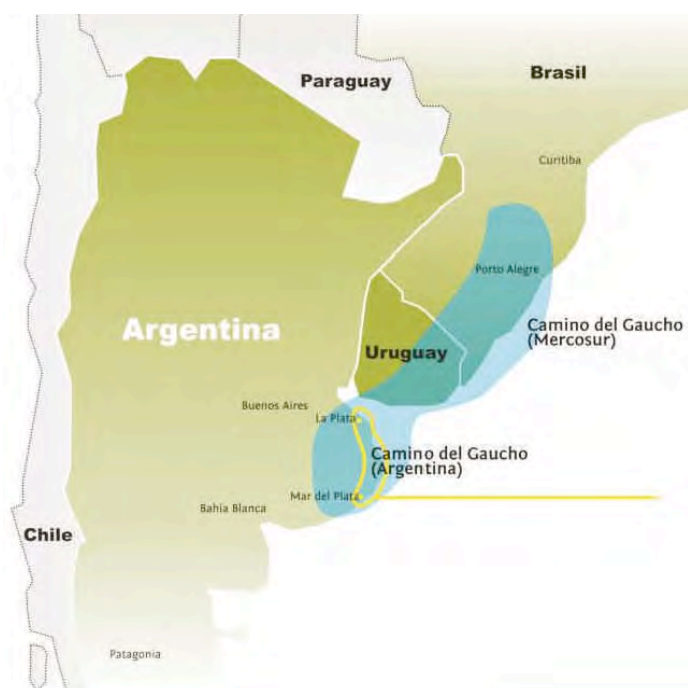 Paraguay
Brasil
Curitiba
Porto Alegre
Argentina
Camino del Gaucho
(Mercosur)
Uruguay
Buenos Aires
La Plata
Camino del Gaucho
(Argentina)
Mar del Plata
Bahía Blanca
Chile
Patagonia